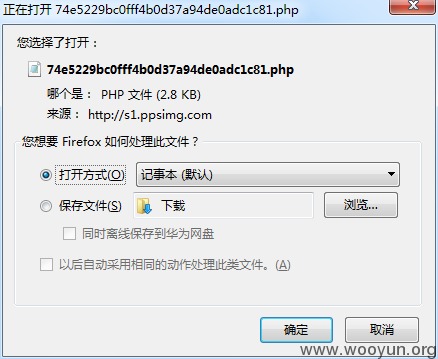 正在打开 74e5229bc0fff4b0d37a94de0adc1c81.php
您选择了打开：
74e5229bc0fff4b0d37a94de0adc1c81.php
哪个是： PHP 文件 (2.8 KB)
来源： http://s1.ppsimg.com
您想要 Firefox 如何处理此文件？
打开方式(O) 记事本 (默认)
保存文件(S) 下载 浏览...
同时离线保存到华为网盘
以后自动采用相同的动作处理此类文件。(A)
确定 取消
www.wooyun.org